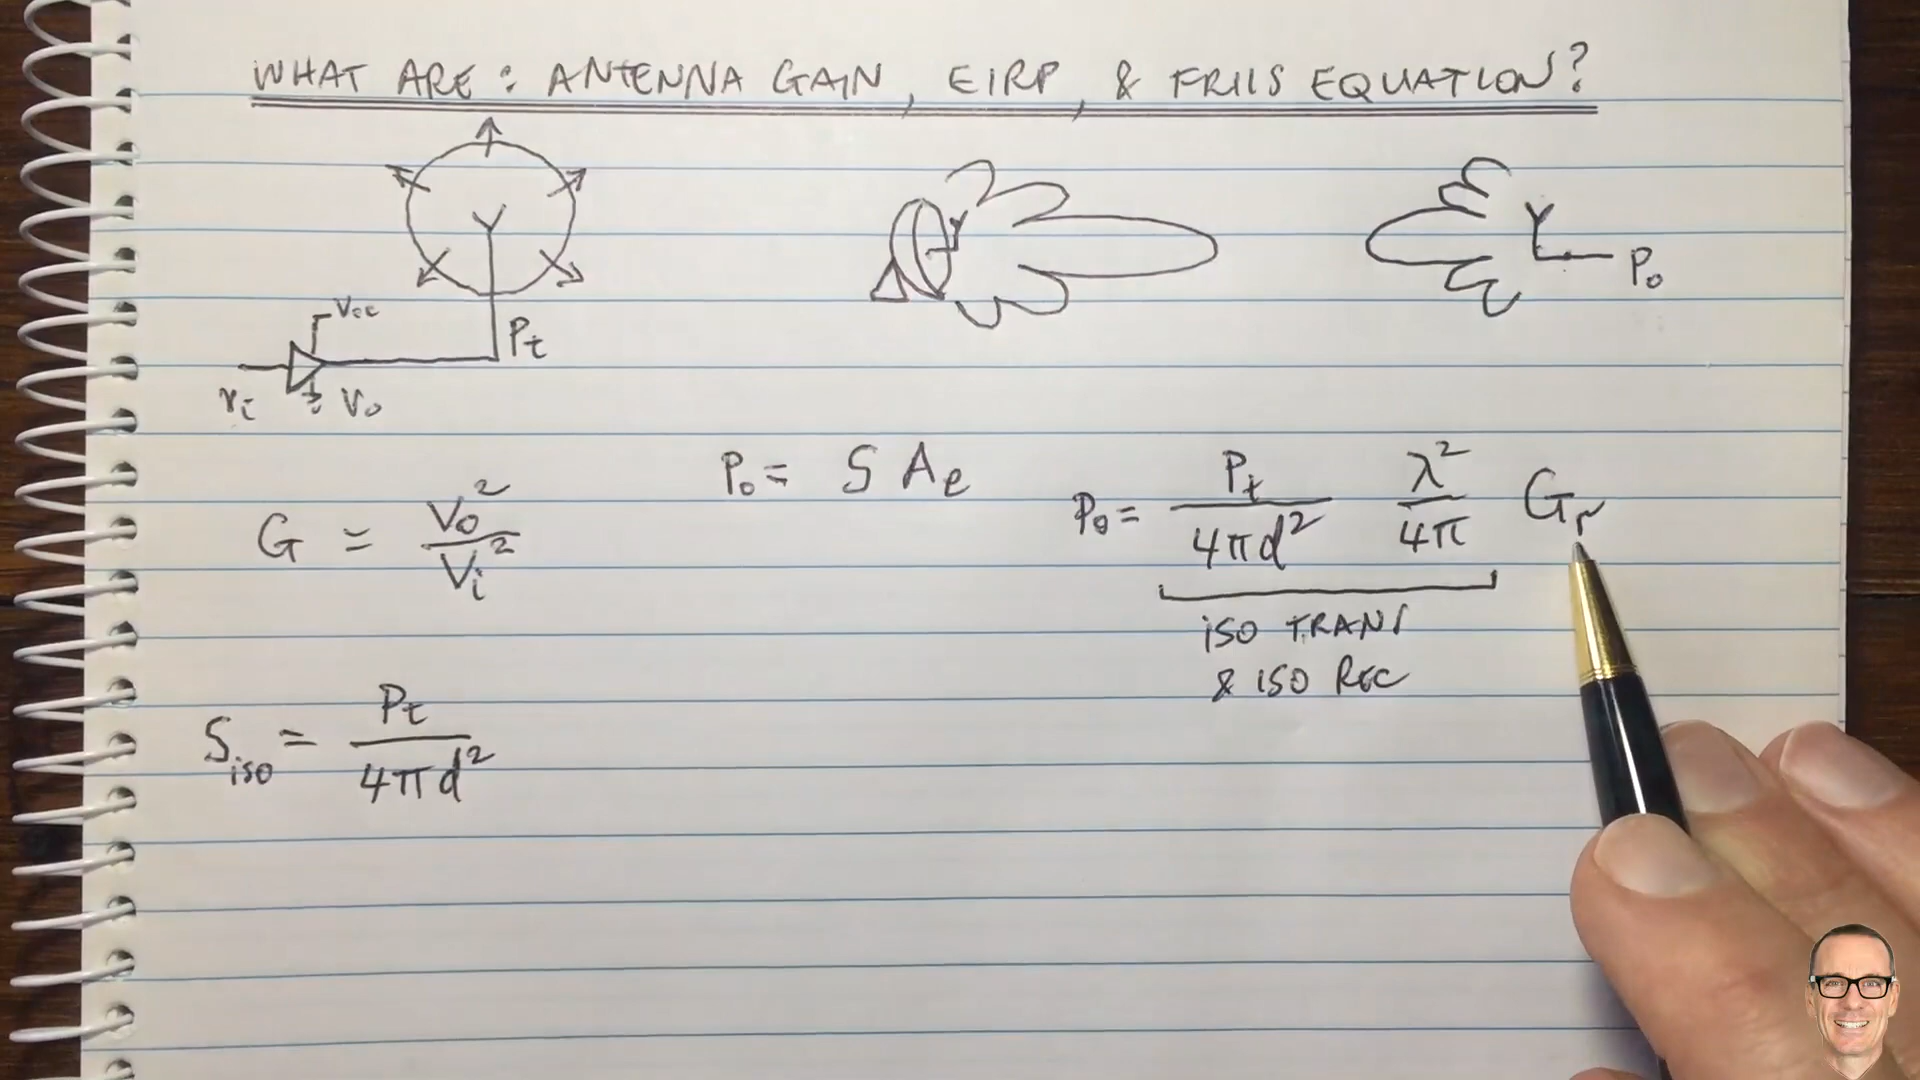 WHAT ARE : ANTENNA GAIN, EIRP, & FRIIS EQUATION?
Vcc
Pt
Vi
Vo
Po
G = Vo²/Vi²
Po = S Ae
Po = Pt/4πd² λ²/4π Gr
ISO TRANS
& ISO REC
Siso = Pt/4πd²